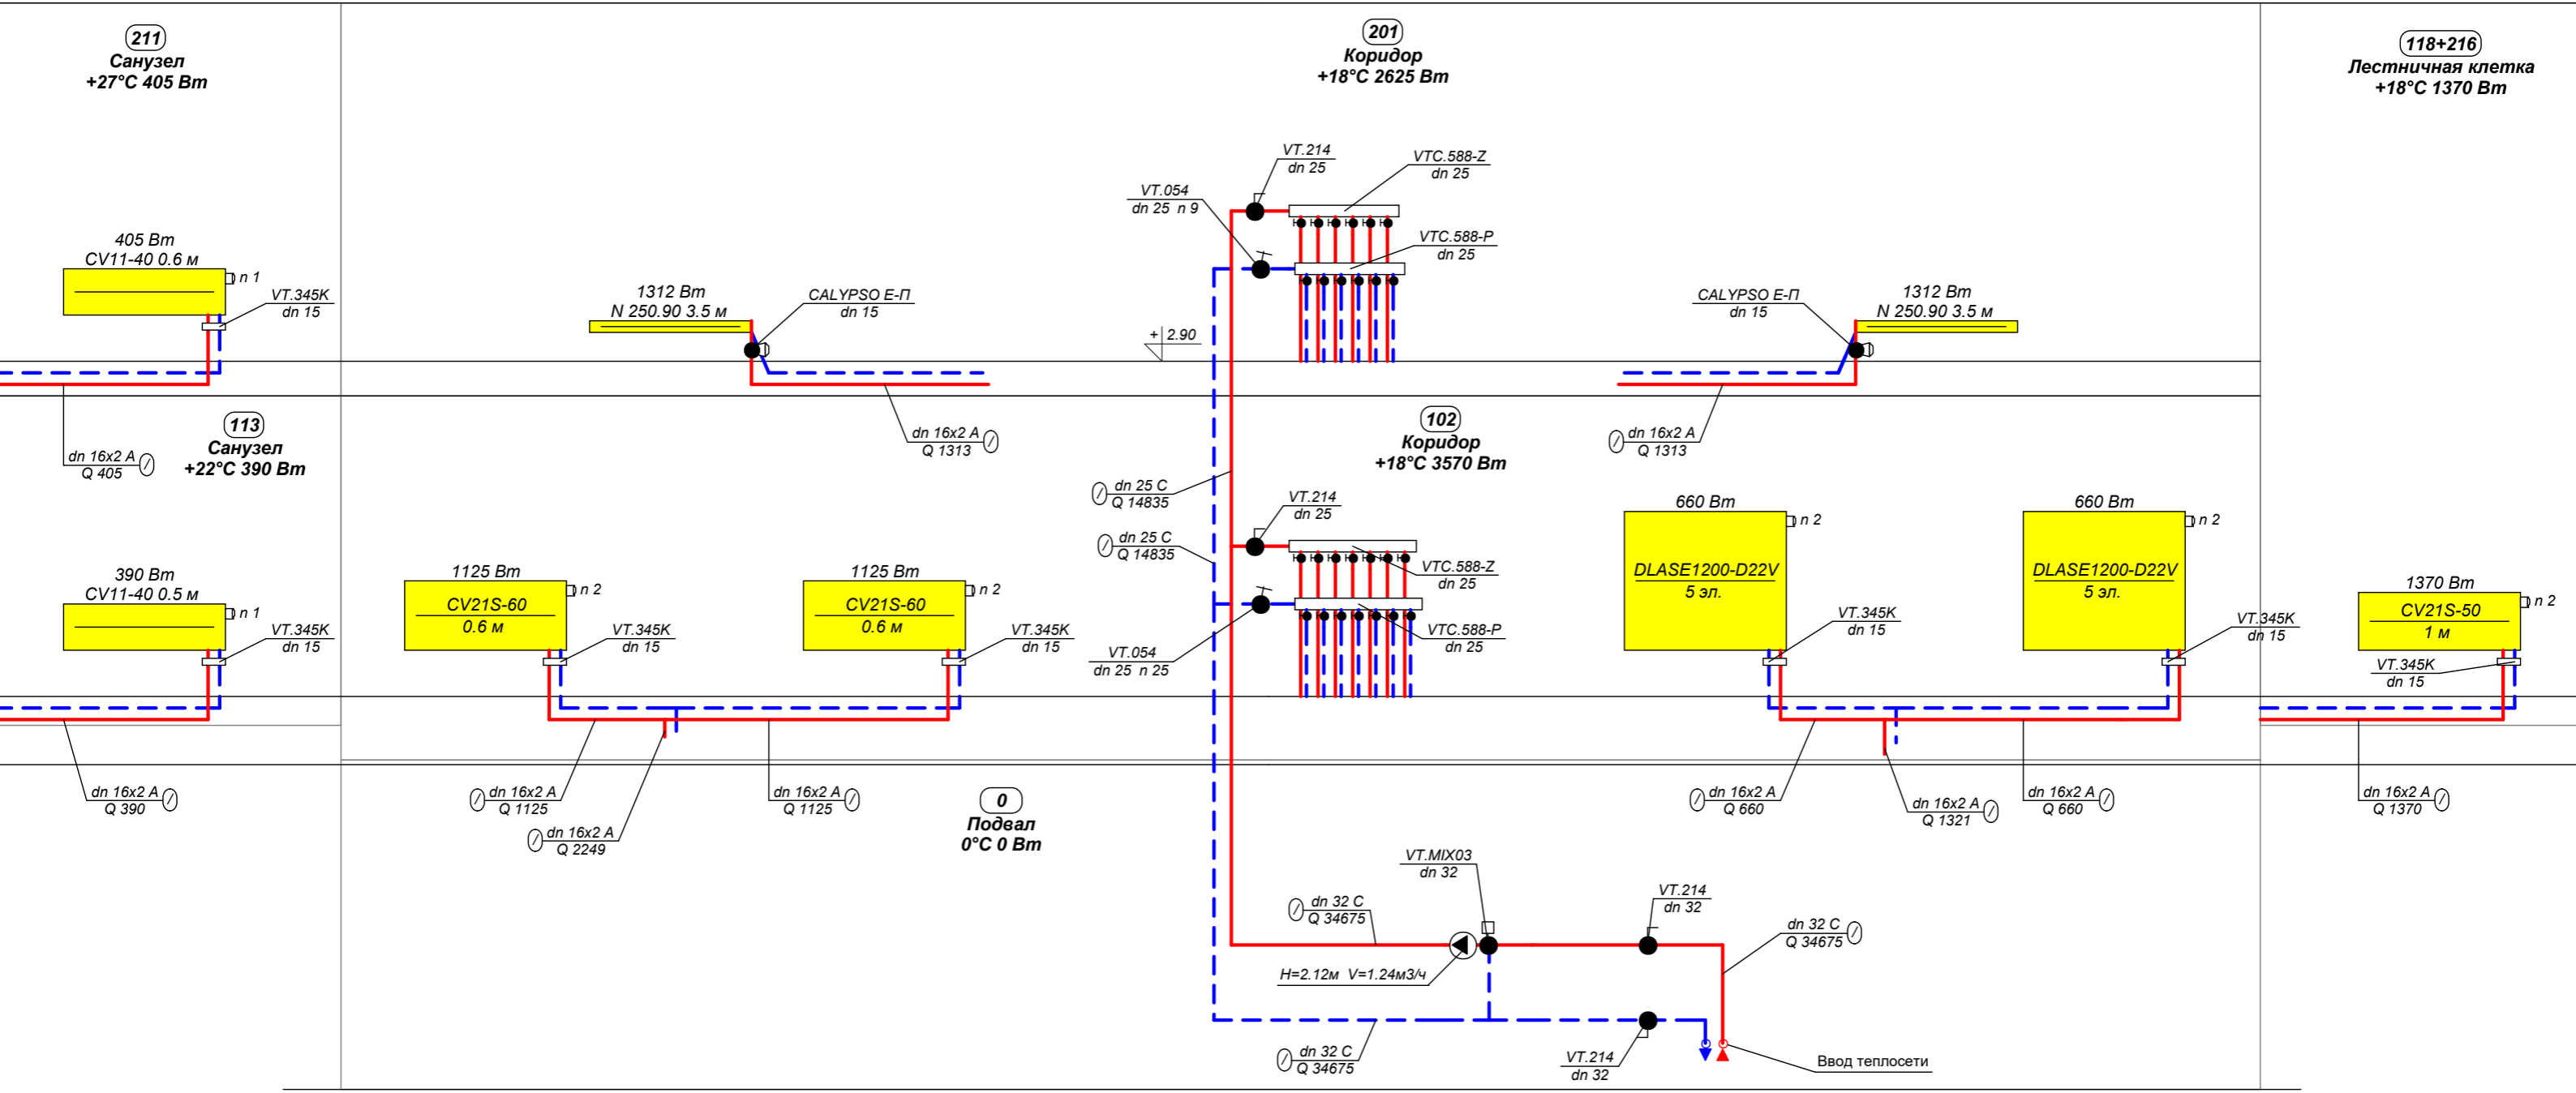 211
Санузел
+27°C 405 Вт
201
Коридор
+18°C 2625 Вт
118+216
Лестничная клетка
+18°C 1370 Вт
VT.214
dn 25
VTC.588-Z
dn 25
VT.054
dn 25 n 9
VTC.588-P
dn 25
405 Вт
CV11-40 0.6 м
n 1
VT.345K
dn 15
1312 Вт
N 250.90 3.5 м
CALYPSO E-П
dn 15
+ 2.90
CALYPSO E-П
dn 15
1312 Вт
N 250.90 3.5 м
113
Санузел
+22°C 390 Вт
dn 16x2 A
Q 405
dn 16x2 A
Q 1313
102
Коридор
+18°C 3570 Вт
dn 16x2 A
Q 1313
dn 25 C
Q 14835
VT.214
dn 25
dn 25 C
Q 14835
VTC.588-Z
dn 25
VTC.588-P
dn 25
VT.054
dn 25 n 25
390 Вт
CV11-40 0.5 м
n 1
VT.345K
dn 15
1125 Вт
CV21S-60
0.6 м
n 2
VT.345K
dn 15
1125 Вт
CV21S-60
0.6 м
n 2
VT.345K
dn 15
660 Вт
DLASE1200-D22V
5 эл.
n 2
VT.345K
dn 15
660 Вт
DLASE1200-D22V
5 эл.
n 2
VT.345K
dn 15
1370 Вт
CV21S-50
1 м
n 2
VT.345K
dn 15
dn 16x2 A
Q 390
dn 16x2 A
Q 1125
dn 16x2 A
Q 2249
dn 16x2 A
Q 1125
0
Подвал
0°C 0 Вт
dn 16x2 A
Q 660
dn 16x2 A
Q 1321
dn 16x2 A
Q 660
dn 16x2 A
Q 1370
VT.MIX03
dn 32
dn 32 C
Q 34675
VT.214
dn 32
dn 32 C
Q 34675
H=2.12м V=1.24м3/ч
dn 32 C
Q 34675
VT.214
dn 32
Ввод теплосети